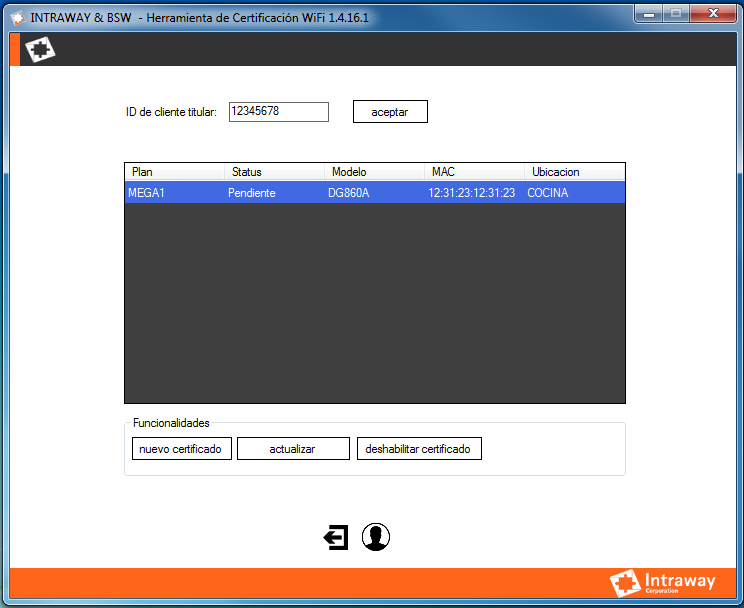 INTRAWAY & BSW - Herramienta de Certificación WiFi 1.4.16.1
ID de cliente titular: 12345678 aceptar
Plan Status Modelo MAC Ubicacion
MEGA1 Pendiente DG860A 12:31:23:12:31:23 COCINA
Funcionalidades
nuevo certificado actualizar deshabilitar certificado
Intraway
Corporation